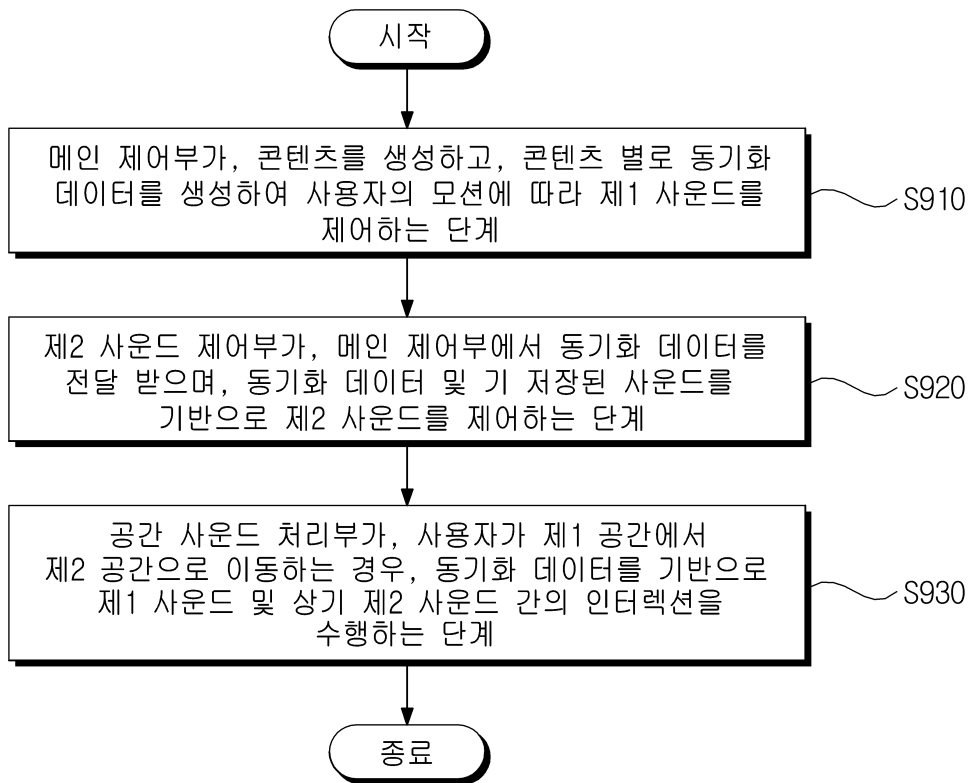 시작
메인 제어부가, 콘텐츠를 생성하고, 콘텐츠 별로 동기화
데이터를 생성하여 사용자의 모션에 따라 제1 사운드를
제어하는 단계
S910
제2 사운드 제어부가, 메인 제어부에서 동기화 데이터를
전달 받으며, 동기화 데이터 및 기 저장된 사운드를
기반으로 제2 사운드를 제어하는 단계
S920
공간 사운드 처리부가, 사용자가 제1 공간에서
제2 공간으로 이동하는 경우, 동기화 데이터를 기반으로
제1 사운드 및 상기 제2 사운드 간의 인터렉션을
수행하는 단계
S930
종료